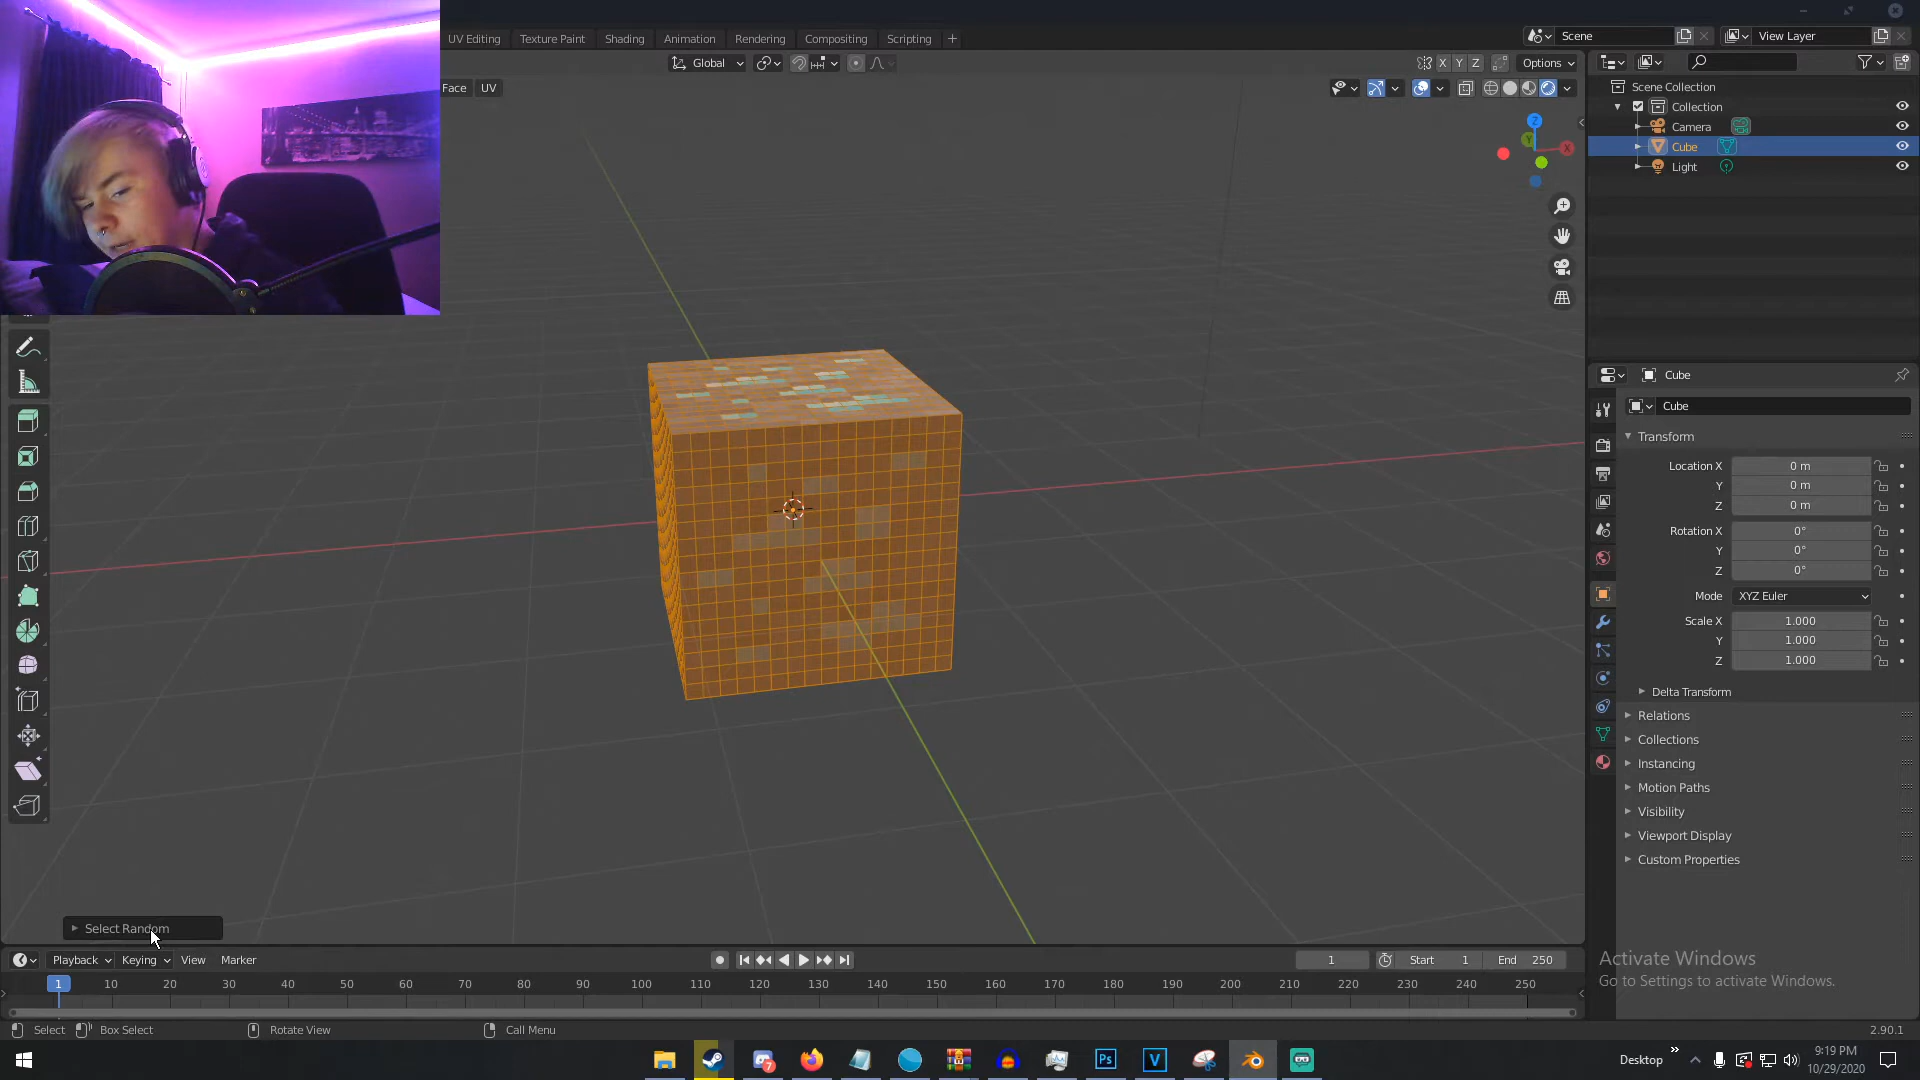 UV Editing Texture Paint Shading Animation Rendering Compositing Scripting +
Scene
View Layer
Global
X Y Z
Options
Face UV
Scene Collection
Collection
Camera
Cube
Light
Z
Y
X
Cube
Cube
Transform
Location X 0 m
Y 0 m
Z 0 m
Rotation X 0°
Y 0°
Z 0°
Mode XYZ Euler
Scale X 1.000
Y 1.000
Z 1.000
Delta Transform
Relations
Collections
Instancing
Motion Paths
Visibility
Viewport Display
Custom Properties
Select Random
Playback Keying View Marker
1 Start 1 End 250
1 10 20 30 40 50 60 70 80 90 100 110 120 130 140 150 160 170 180 190 200 210 220 230 240 250
Activate Windows
Go to Settings to activate Windows.
Select Box Select Rotate View Call Menu 2.90.1
7
Ps
V
Desktop
9:19 PM
10/29/2020